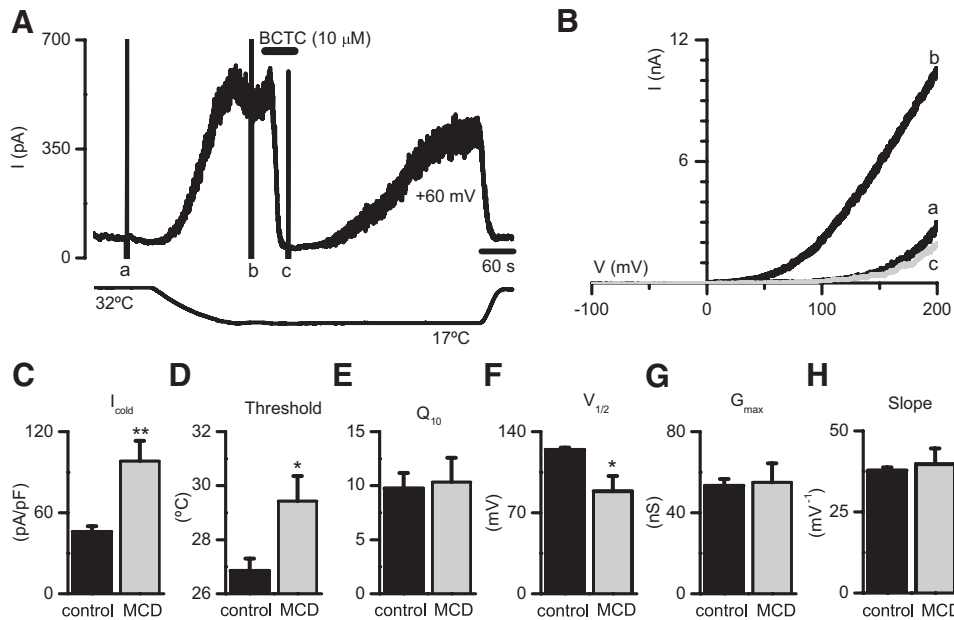 A
BCTC (10 μM)
700
350
0
I (pA)
+60 mV
a
b
c
60 s
32ºC
17ºC
B
12
6
I (nA)
b
a
c
V (mV)
-100
0
100
200
C
I cold
120
60
0
(pA/pF)
**
control MCD
D
Threshold
32
30
28
26
(ºC)
*
control MCD
E
Q10
15
10
5
0
control MCD
F
V1/2
140
70
0
(mV)
*
control MCD
G
Gmax
80
40
0
(nS)
control MCD
H
Slope
50
25
0
(mV-1)
control MCD